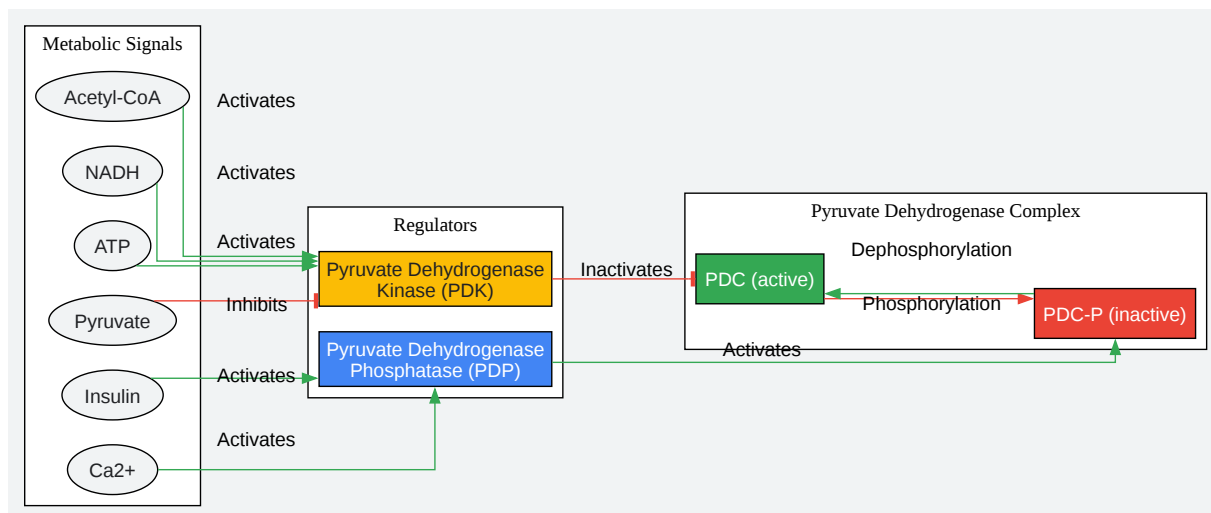 Metabolic Signals
Acetyl-CoA
Activates
NADH
Activates
ATP
Activates
Pyruvate
Inhibits
Insulin
Activates
Ca2+
Activates
Regulators
Pyruvate Dehydrogenase
Kinase (PDK)
Inactivates
Pyruvate Dehydrogenase
Phosphatase (PDP)
Activates
Pyruvate Dehydrogenase Complex
Dephosphorylation
PDC (active)
Phosphorylation
PDC-P (inactive)